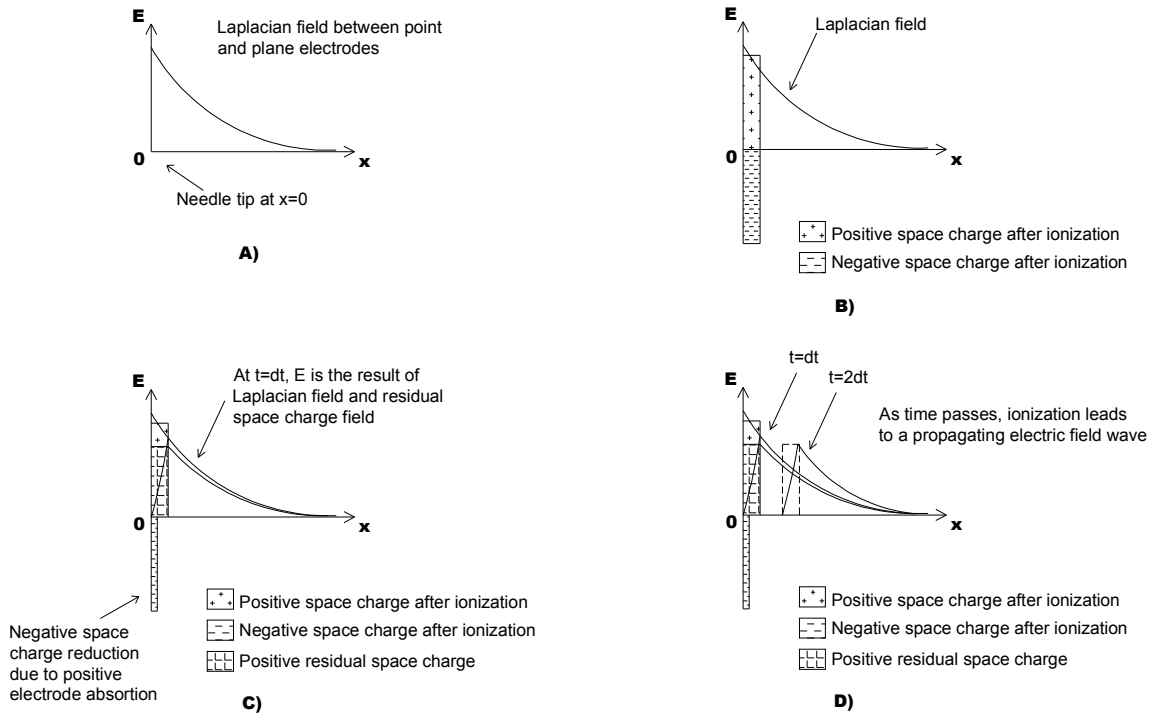 E
Laplacian field between point
and plane electrodes
0
x
Needle tip at x=0
A)
E
Laplacian field
0
x
Positive space charge after ionization
Negative space charge after ionization
B)
E
At t=dt, E is the result of
Laplacian field and residual
space charge field
0
x
Negative space
charge reduction
due to positive
electrode absortion
Positive space charge after ionization
Negative space charge after ionization
Positive residual space charge
C)
E
t=dt
t=2dt
As time passes, ionization leads
to a propagating electric field wave
0
x
Positive space charge after ionization
Negative space charge after ionization
Positive residual space charge
D)